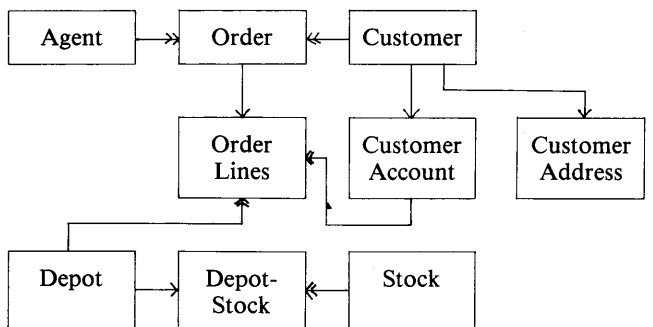 Agent
Order
Customer
Order
Lines
Customer
Account
Customer
Address
Depot
Depot-
Stock
Stock